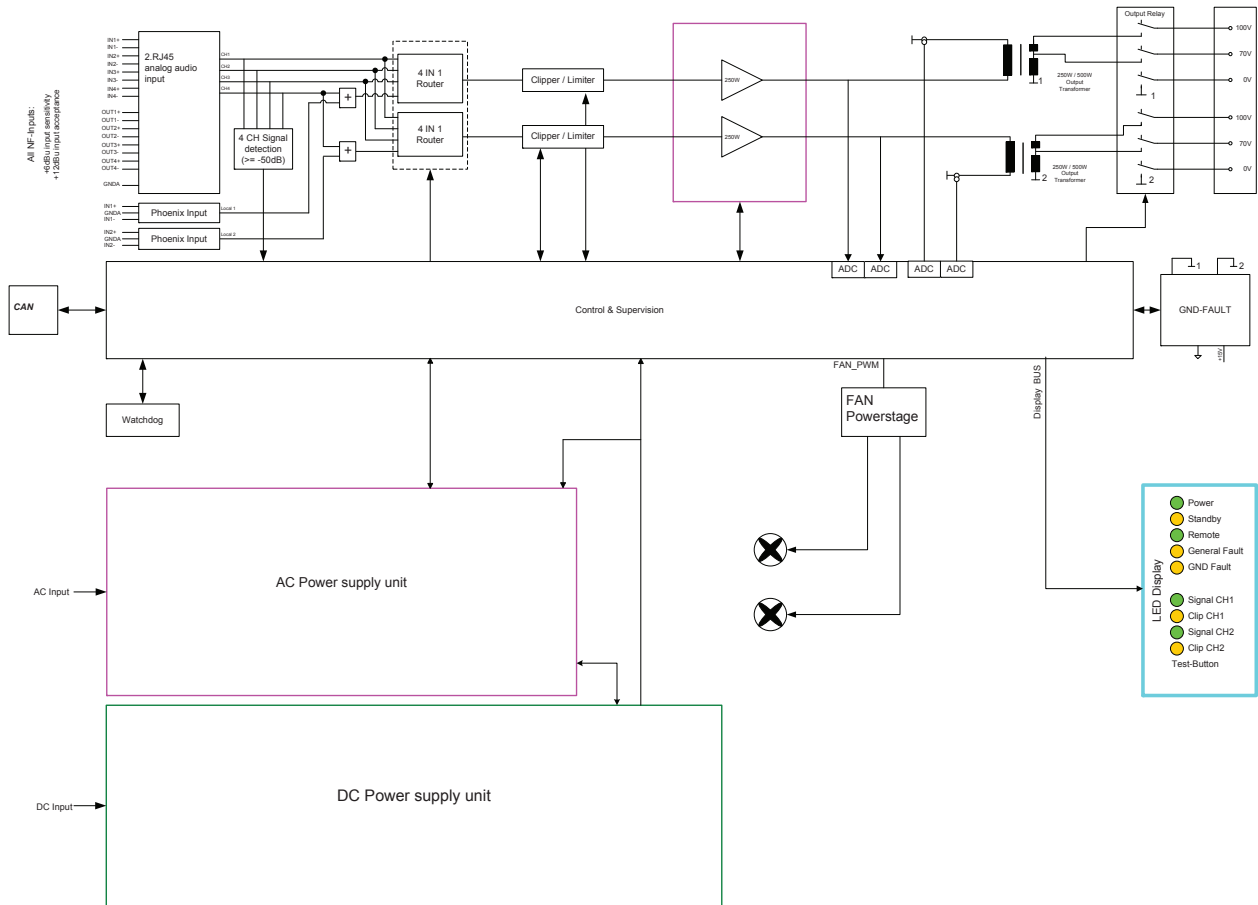 All NF-Inputs:
+6dBu input sensitivity
+12dBu input acceptance
IN1+
IN1-
IN2+
IN2-
IN3+
IN3-
IN4+
IN4-
OUT1+
OUT1-
OUT2+
OUT2-
OUT3+
OUT3-
OUT4+
OUT4-
GNDA
2.RJ45
analog audio
input
CH1
CH2
CH3
CH4
4 CH Signal
detection
(>= -50dB)
IN1+
GNDA
IN1-
Phoenix Input
Local 1
IN2+
GNDA
IN2-
Phoenix Input
Local 2
+
+
4 IN 1
Router
4 IN 1
Router
Clipper / Limiter
Clipper / Limiter
250W
250W
1
250W / 500W
Output
Transformer
2
250W / 500W
Output
Transformer
Output Relay
1
2
100V
70V
0V
100V
70V
0V
ADC
ADC
ADC
ADC
CAN
Control & Supervision
1
2
GND-FAULT
+15V
Watchdog
FAN_PWM
FAN
Powerstage
Display BUS
AC Input
AC Power supply unit
DC Input
DC Power supply unit
LED Display
Power
Standby
Remote
General Fault
GND Fault
Signal CH1
Clip CH1
Signal CH2
Clip CH2
Test-Button